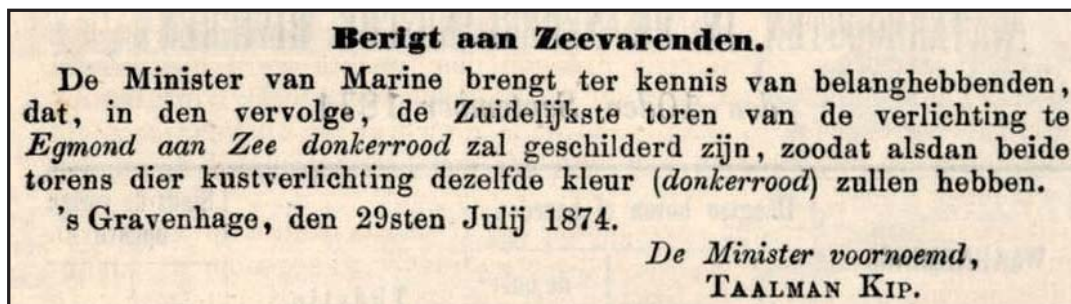 Berigt aan Zeevarenden.
De Minister van Marine brengt ter kennis van belanghebbenden,
dat, in den vervolge, de Zuidelijkste toren van de verlichting te
Egmond aan Zee donkerrood zal geschilderd zijn, zoodat alsdan beide
torens dier kustverlichting dezelfde kleur (donkerrood) zullen hebben.
's Gravenhage, den 29sten Julij 1874.
De Minister voornoemd,
TAALMAN KIP.